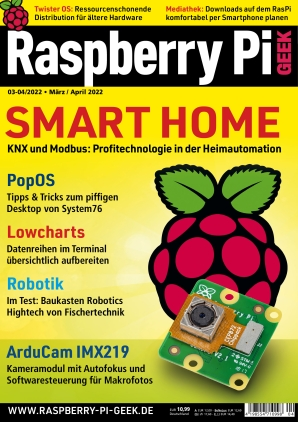 Twister OS: Ressourcenschonende
Distribution für ältere Hardware
Mediathek: Downloads auf dem RasPi
komfortabel per Smartphone planen
Raspberry Pi
GEEK
03-04/2022 • März / April 2022
SMART HOME
KNX und Modbus: Profitechnologie in der Heimautomation
PopOS
Tipps & Tricks zum pfiffigen
Desktop von System76
Lowcharts
Datenreihen im Terminal
übersichtlich aufbereiten
Robotik
Im Test: Baukasten Robotics
Hightech von Fischertechnik
ArduCam IMX219
Kameramodul mit Autofokus und
Softwaresteuerung für Makrofotos
WWW.RASPBERRY-PI-GEEK.DE
EUR 10,99
Deutschland